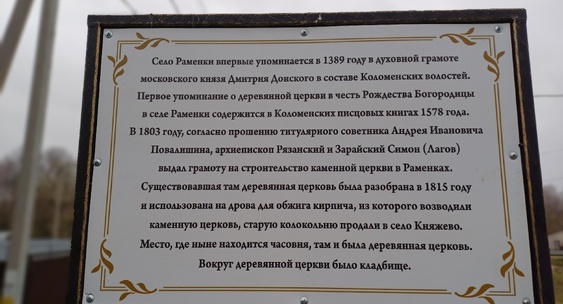 Село Раменки впервые упоминается в 1389 году в духовной грамоте
московского князя Дмитрия Донского в составе Коломенских волостей.
Первое упоминание о деревянной церкви в честь Рождества Богородицы
в селе Раменки содержится в Коломенских писцовых книгах 1578 года.
В 1803 году, согласно прошению титулярного советника Андрея Ивановича
Повалишина, архиепископ Рязанский и Зарайский Симон (Лагов)
выдал грамоту на строительство каменной церкви в Раменках.
Существовавшая там деревянная церковь была разобрана в 1815 году
и использована на дрова для обжига кирпича, из которого возводили
каменную церковь, старую колокольню продали в село Княжево.
Место, где ныне находится часовня, там и была деревянная церковь.
Вокруг деревянной церкви было кладбище.